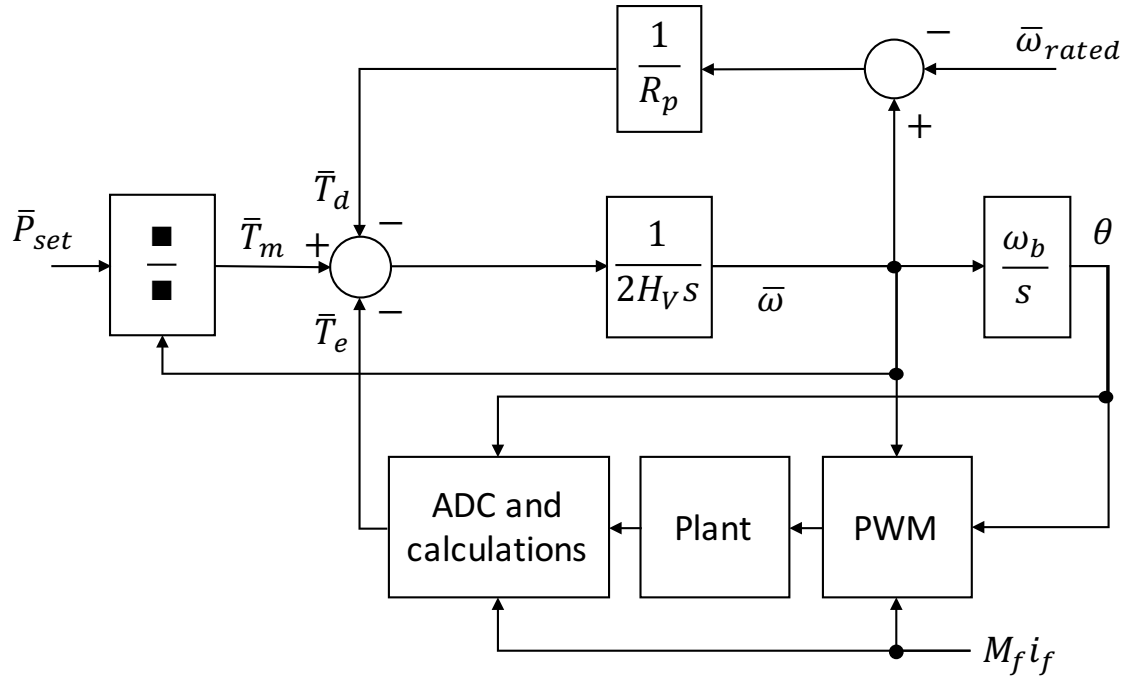 1
R_p
−
ω̅_rated
+
P̅_set
T̅_m
T̅_d
−
+
−
T̅_e
1
2H_V s
ω̅
ω_b
s
θ
ADC and
calculations
Plant
PWM
M_f i_f